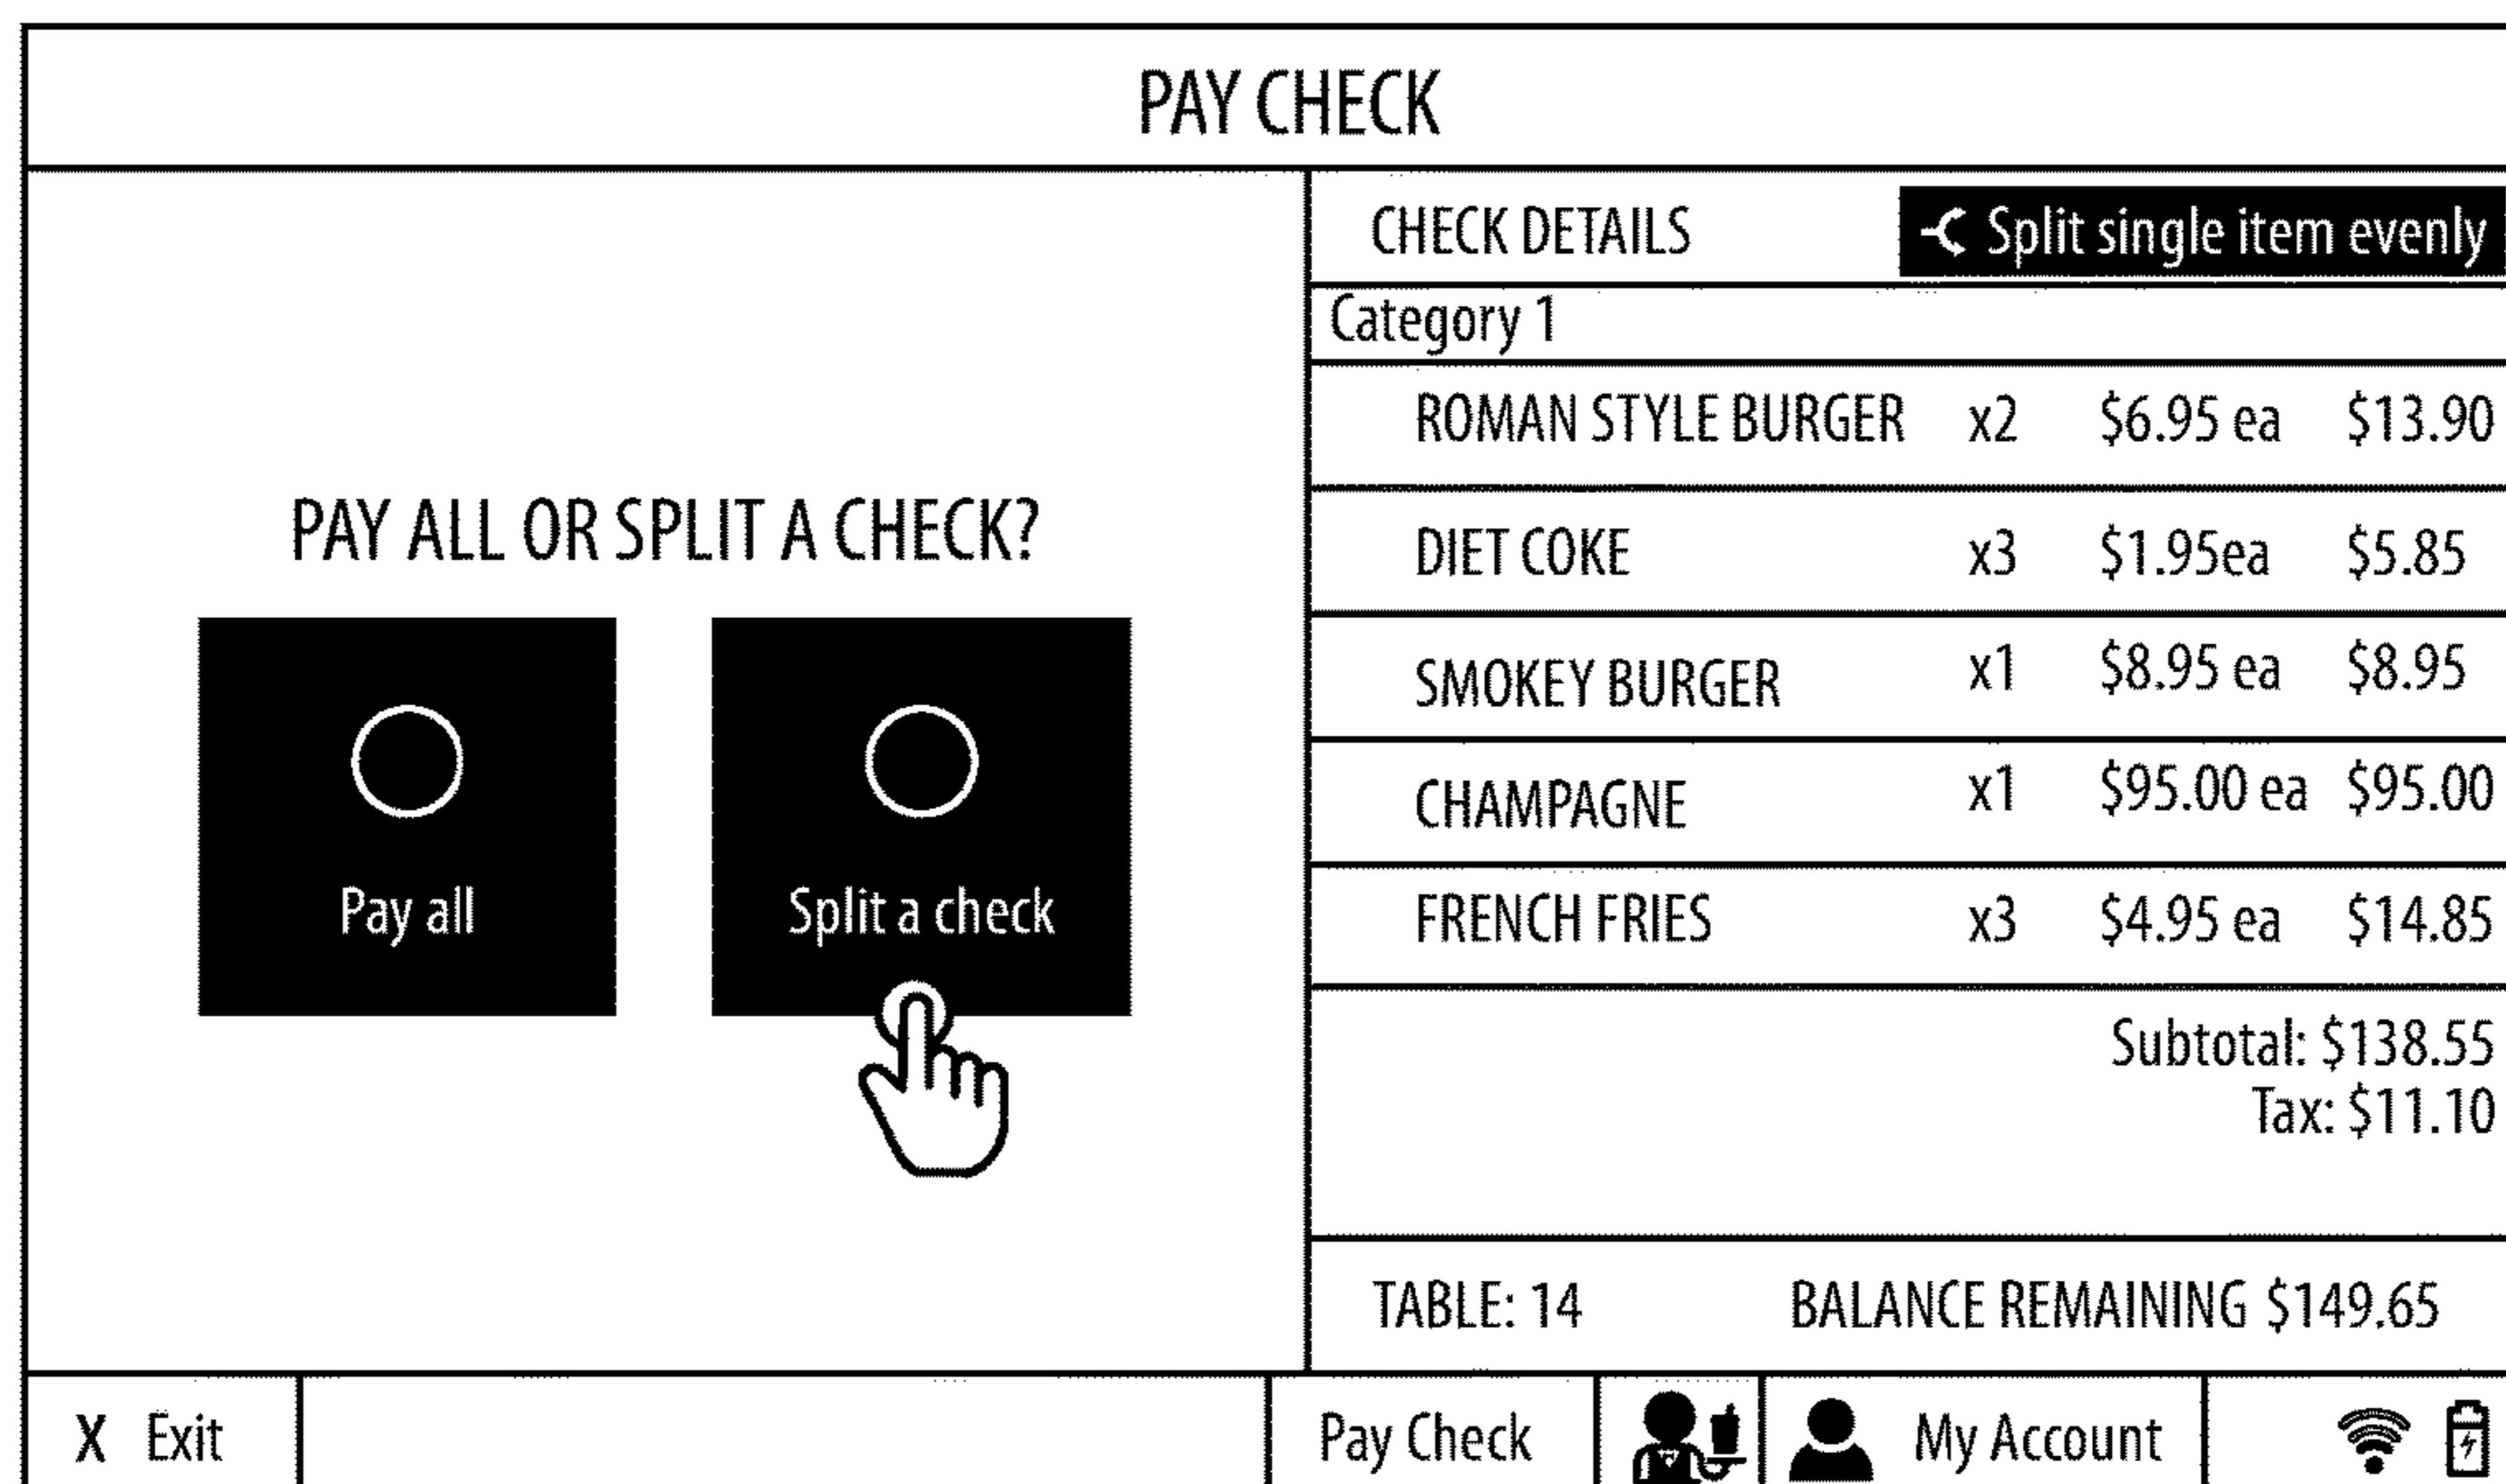 PAY CHECK
PAY ALL OR SPLIT A CHECK?
Pay all
Split a check
CHECK DETAILS
Split single item evenly
Category 1
ROMAN STYLE BURGER x2 $6.95 ea $13.90
DIET COKE x3 $1.95ea $5.85
SMOKEY BURGER x1 $8.95 ea $8.95
CHAMPAGNE x1 $95.00 ea $95.00
FRENCH FRIES x3 $4.95 ea $14.85
Subtotal: $138.55
Tax: $11.10
TABLE: 14 BALANCE REMAINING $149.65
X Exit
Pay Check
My Account